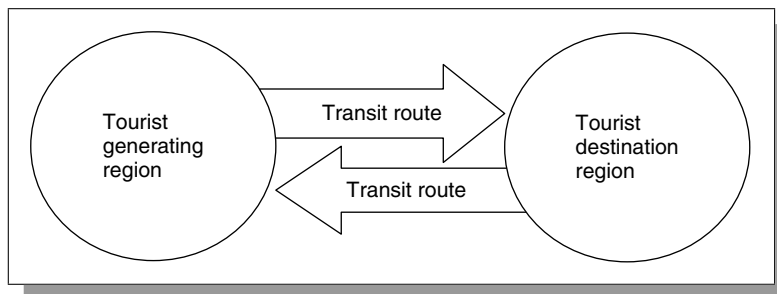 Tourist
generating
region
Transit route
Transit route
Tourist
destination
region